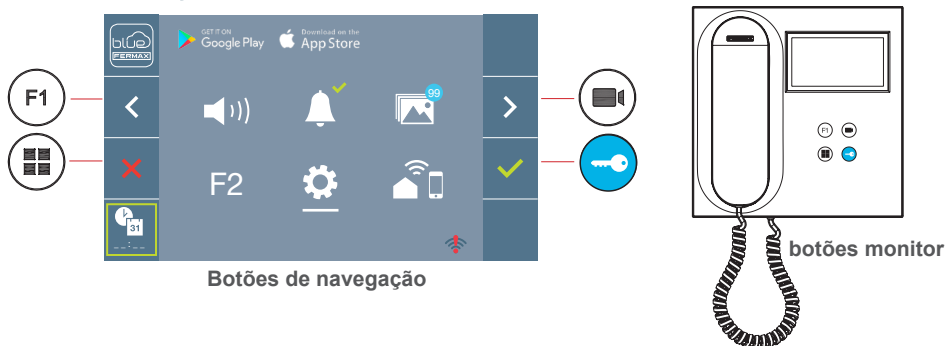 blue
FERMAX
GET IT ON
Google Play
Download on the
App Store
F1
99
F2
31
--:--
F1
botões monitor
Botões de navegação